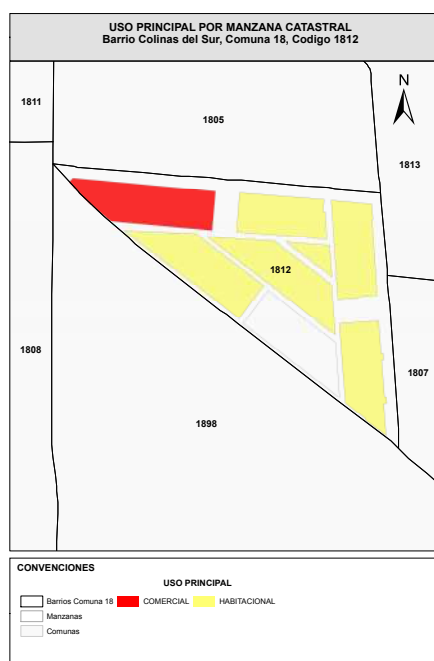 USO PRINCIPAL POR MANZANA CATASTRAL
Barrio Colinas del Sur, Comuna 18, Codigo 1812
N
1811
1805
1813
1812
1808
1807
1898
CONVENCIONES
USO PRINCIPAL
Barrios Comuna 18 COMERCIAL HABITACIONAL
Manzanas
Comunas